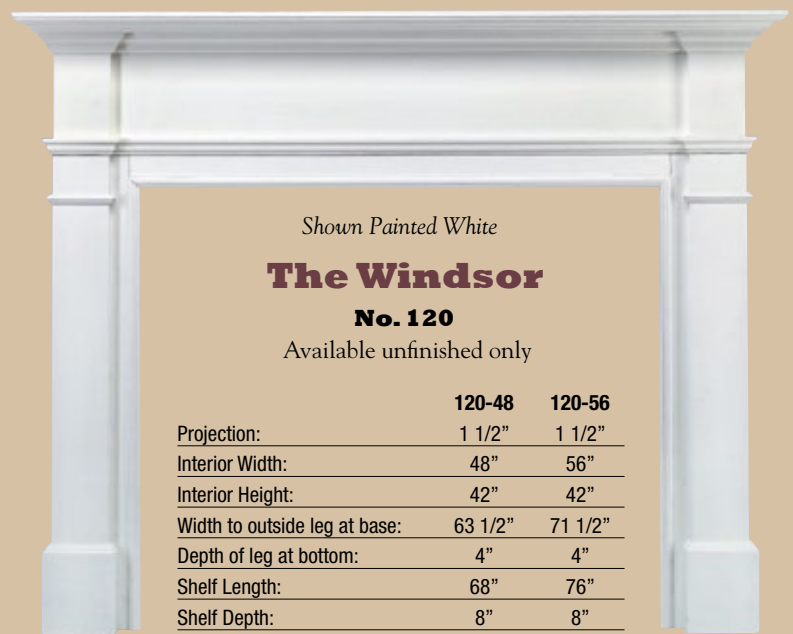 Shown Painted White
The Windsor
No. 120
Available unfinished only
120-48 120-56
Projection: 1 1/2” 1 1/2”
Interior Width: 48” 56”
Interior Height: 42” 42”
Width to outside leg at base: 63 1/2” 71 1/2”
Depth of leg at bottom: 4” 4”
Shelf Length: 68” 76”
Shelf Depth: 8” 8”